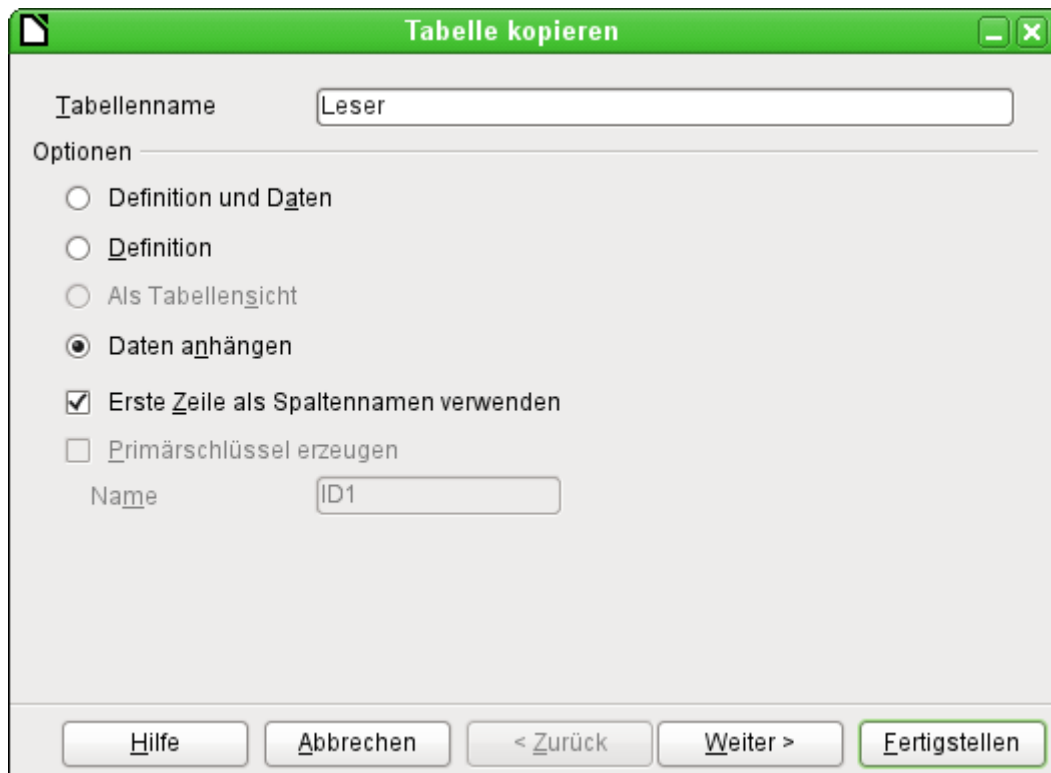 Tabelle kopieren
Tabellenname Leser
Optionen
Definition und Daten
Definition
Als Tabellensicht
Daten anhängen
Erste Zeile als Spaltennamen verwenden
Primärschlüssel erzeugen
Name ID1
Hilfe Abbrechen < Zurück Weiter > Fertigstellen